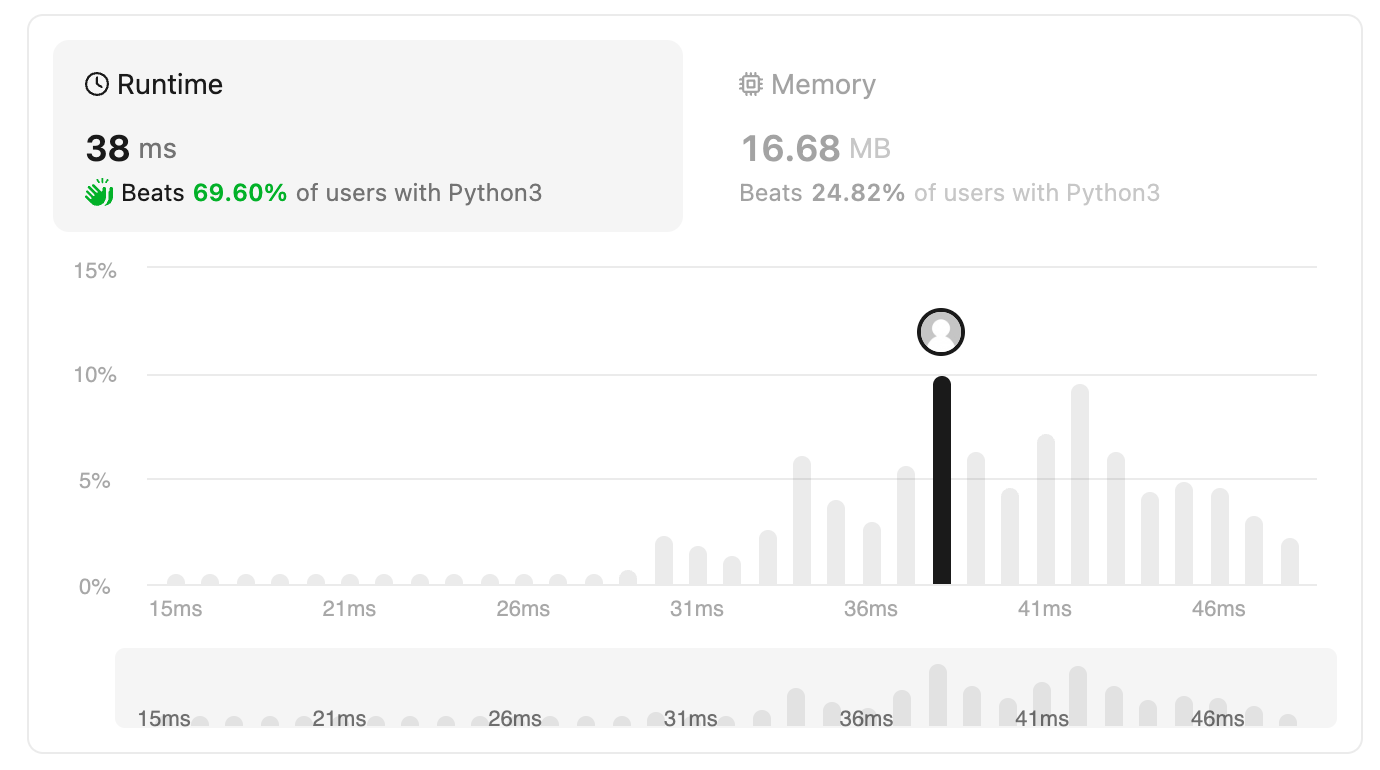 Runtime
38 ms
Beats 69.60% of users with Python3
Memory
16.68 MB
Beats 24.82% of users with Python3
15%
10%
5%
0%
15ms 21ms 26ms 31ms 36ms 41ms 46ms
15ms 21ms 26ms 31ms 36ms 41ms 46ms